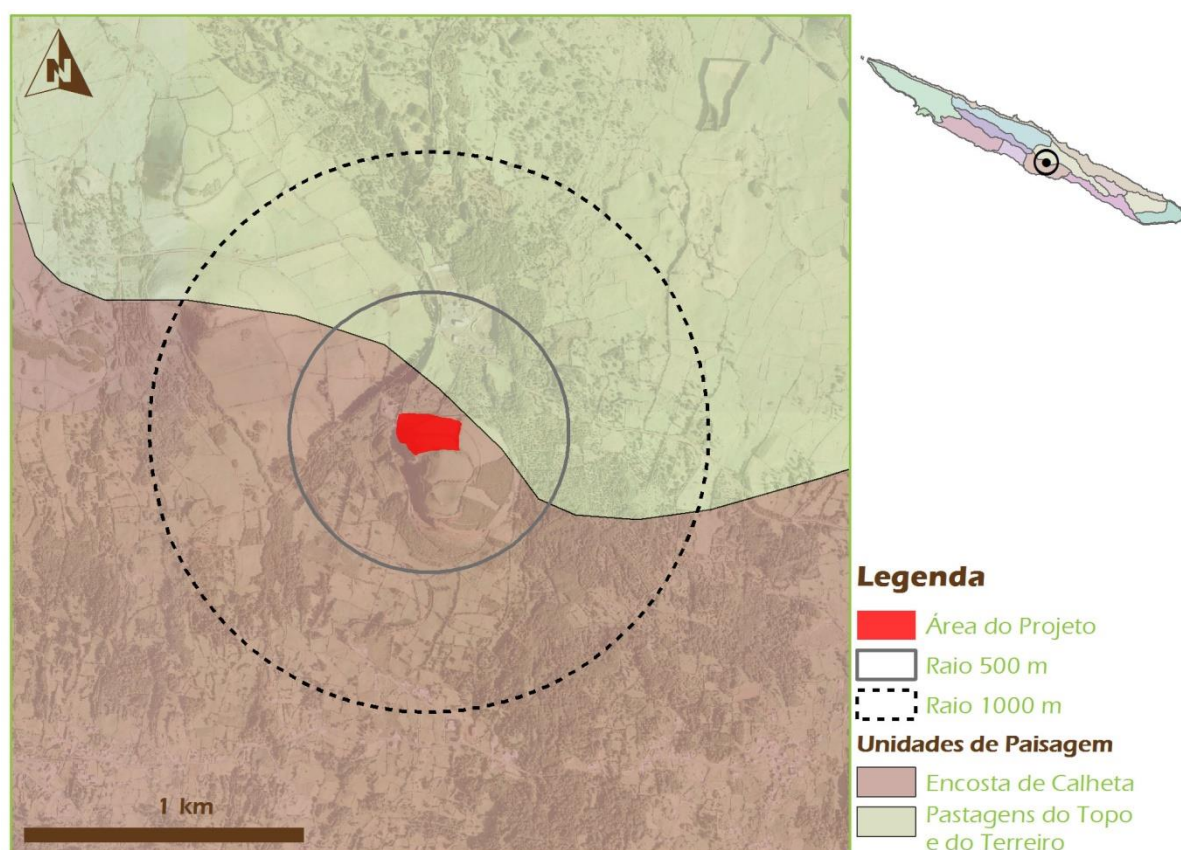 N
1 km
Legenda
Área do Projeto
Raio 500 m
Raio 1000 m
Unidades de Paisagem
Encosta de Calheta
Pastagens do Topo
e do Terreiro